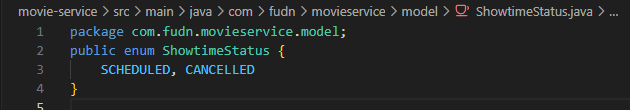 movie-service > src > main > java > com > fudn > movieservice > model > ShowtimeStatus.java > ...
1 package com.fudn.movieservice.model;
2 public enum ShowtimeStatus {
3 SCHEDULED, CANCELLED
4 }
5